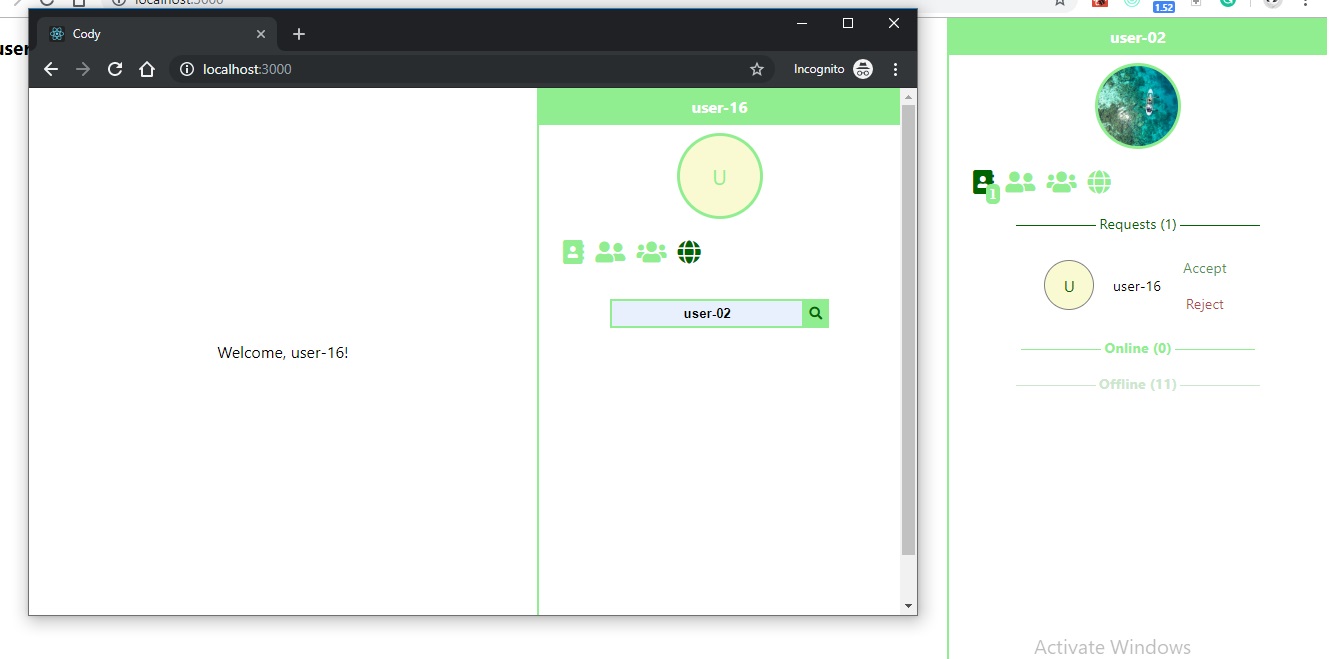 localhost:3000
1.52
Cody
localhost:3000
Incognito
user
user-16
U
user-02
Welcome, user-16!
user-02
1
Requests (1)
U
user-16
Accept
Reject
Online (0)
Offline (11)
Activate Windows